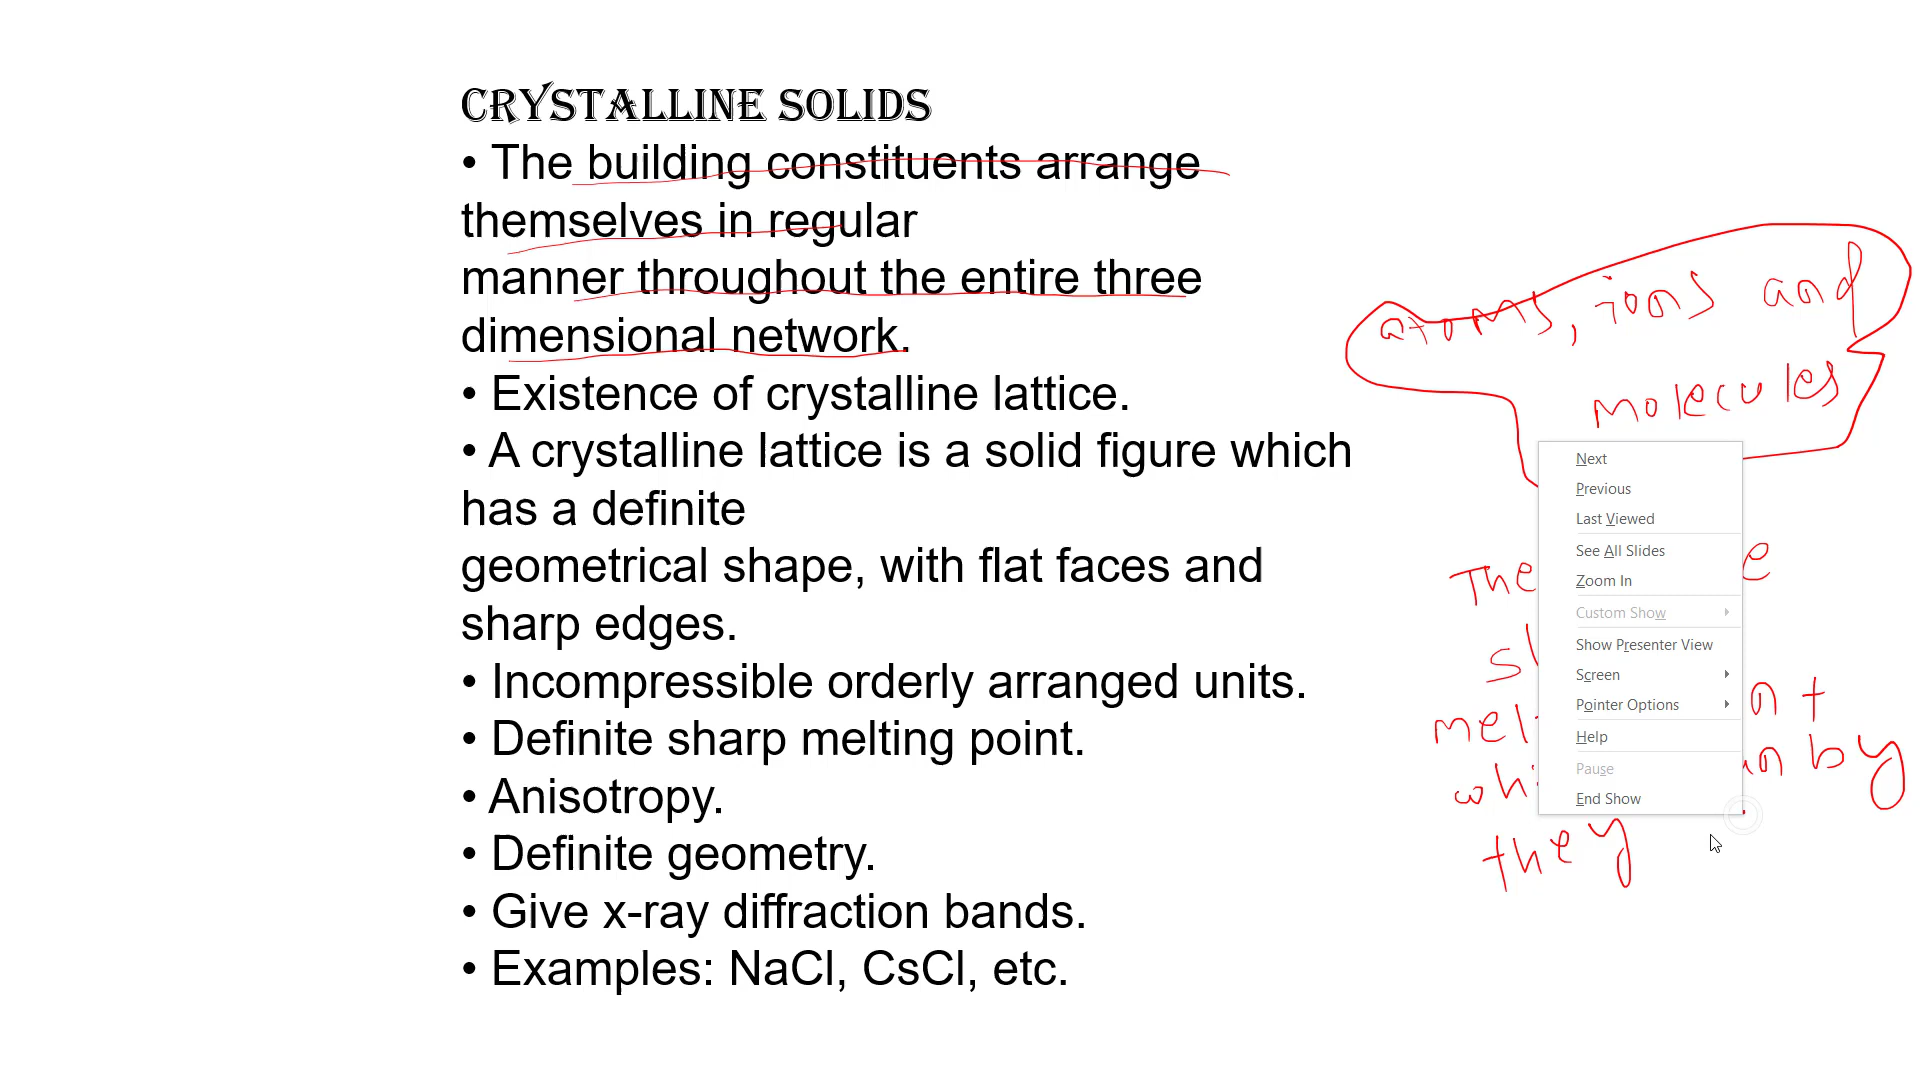 CRYSTALLINE SOLIDS
• The building constituents arrange
themselves in regular
manner throughout the entire three
dimensional network.
• Existence of crystalline lattice.
• A crystalline lattice is a solid figure which
has a definite
geometrical shape, with flat faces and
sharp edges.
• Incompressible orderly arranged units.
• Definite sharp melting point.
• Anisotropy.
• Definite geometry.
• Give x-ray diffraction bands.
• Examples: NaCl, CsCl, etc.
atoms, ions and
molecules
Next
Previous
Last Viewed
See All Slides
Zoom In
Custom Show
Show Presenter View
Screen
Pointer Options
Help
Pause
End Show
The
by
they